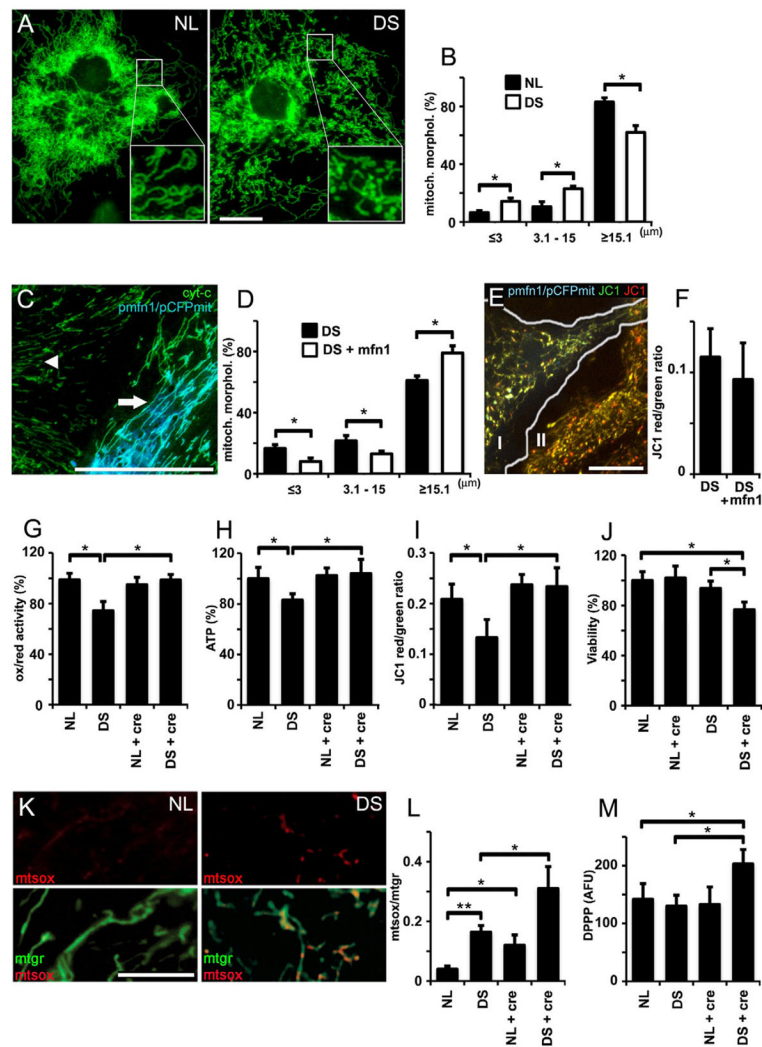 A NL DS
B
mitoch. morphol. (%)
80
40
0
NL
DS
* * *
≤3 3.1 - 15 ≥15.1 (μm)
C cyt-c
pmfn1/pCFPmit
D
mitoch. morphol. (%)
80
40
0
DS
DS + mfn1
* * *
≤3 3.1 - 15 ≥15.1 (μm)
E pmfn1/pCFPmit JC1 JC1
I II
F
JC1 red/green ratio
0.1
0
DS DS
+mfn1
G
ox/red activity (%)
120
80
40
0
* *
NL DS NL + cre DS + cre
H
ATP (%)
120
80
40
0
* *
NL DS NL + cre DS + cre
I
JC1 red/green ratio
0.3
0.2
0.1
0
* *
NL DS NL + cre DS + cre
J
Viability (%)
120
80
40
0
* *
NL NL + cre DS DS + cre
K NL DS
mtsox mtsox
mtgr mtgr
mtsox mtsox
L
mtsox/mtgr
0.4
0.2
0
** * *
NL DS NL + cre DS + cre
M
DPPP (AFU)
200
100
0
* *
NL DS NL + cre DS + cre